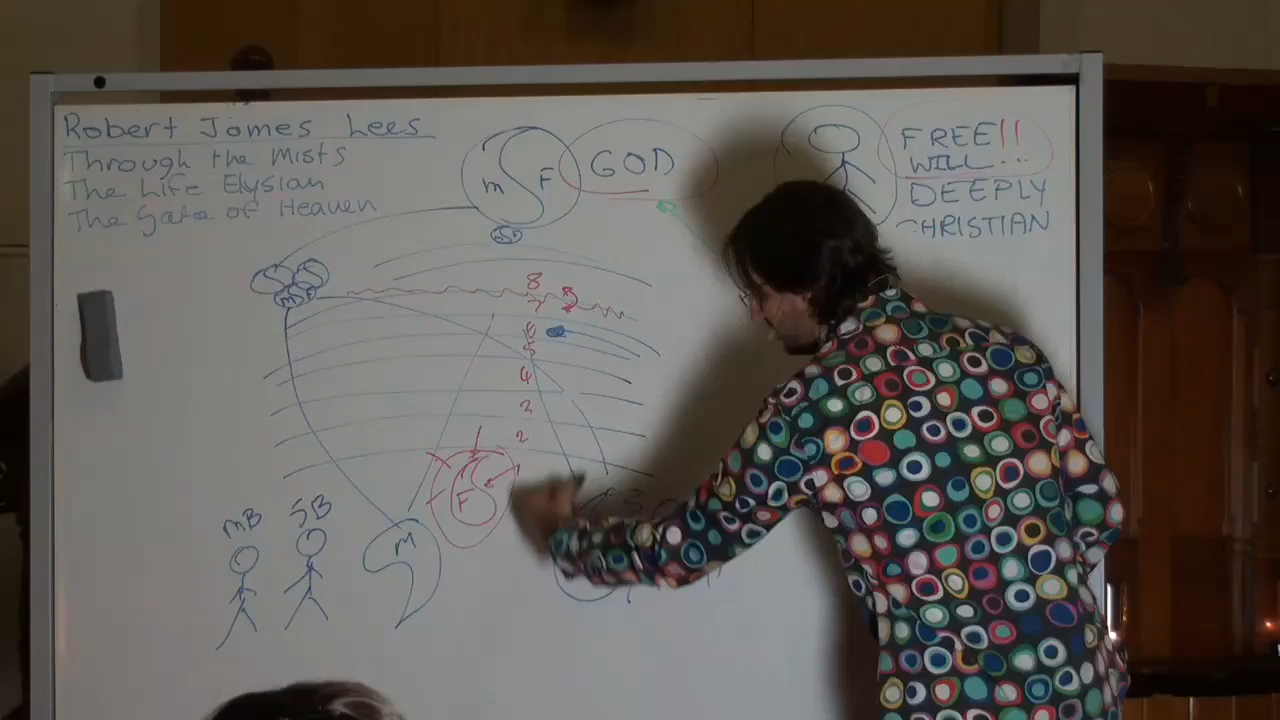 Robert James Lees
Through the Mists
The Life Elysian
The Gate of Heaven
M F
GOD
FREE!!
WILL...
DEEPLY
CHRISTIAN
8
7
6
5
4
3
2
F
M
MB
SB